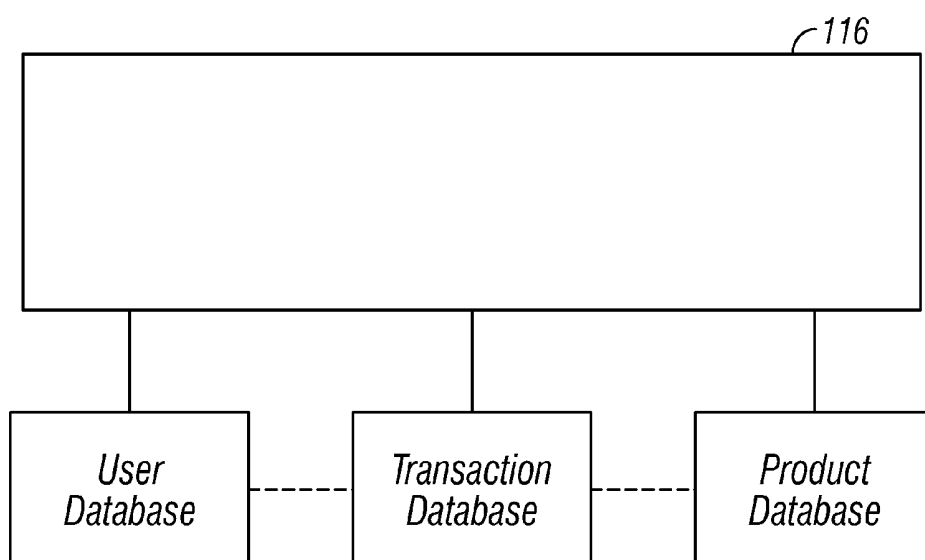 116
User
Database
Transaction
Database
Product
Database